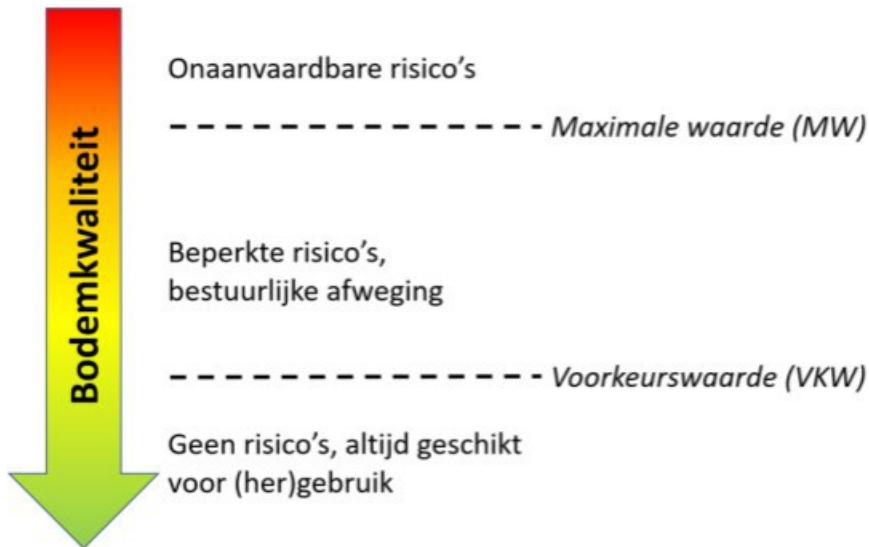 Bodemkwaliteit
Onaanvaardbare risico's
Maximale waarde (MW)
Beperkte risico's,
bestuurlijke afweging
Voorkeurswaarde (VKW)
Geen risico's, altijd geschikt
voor (her)gebruik